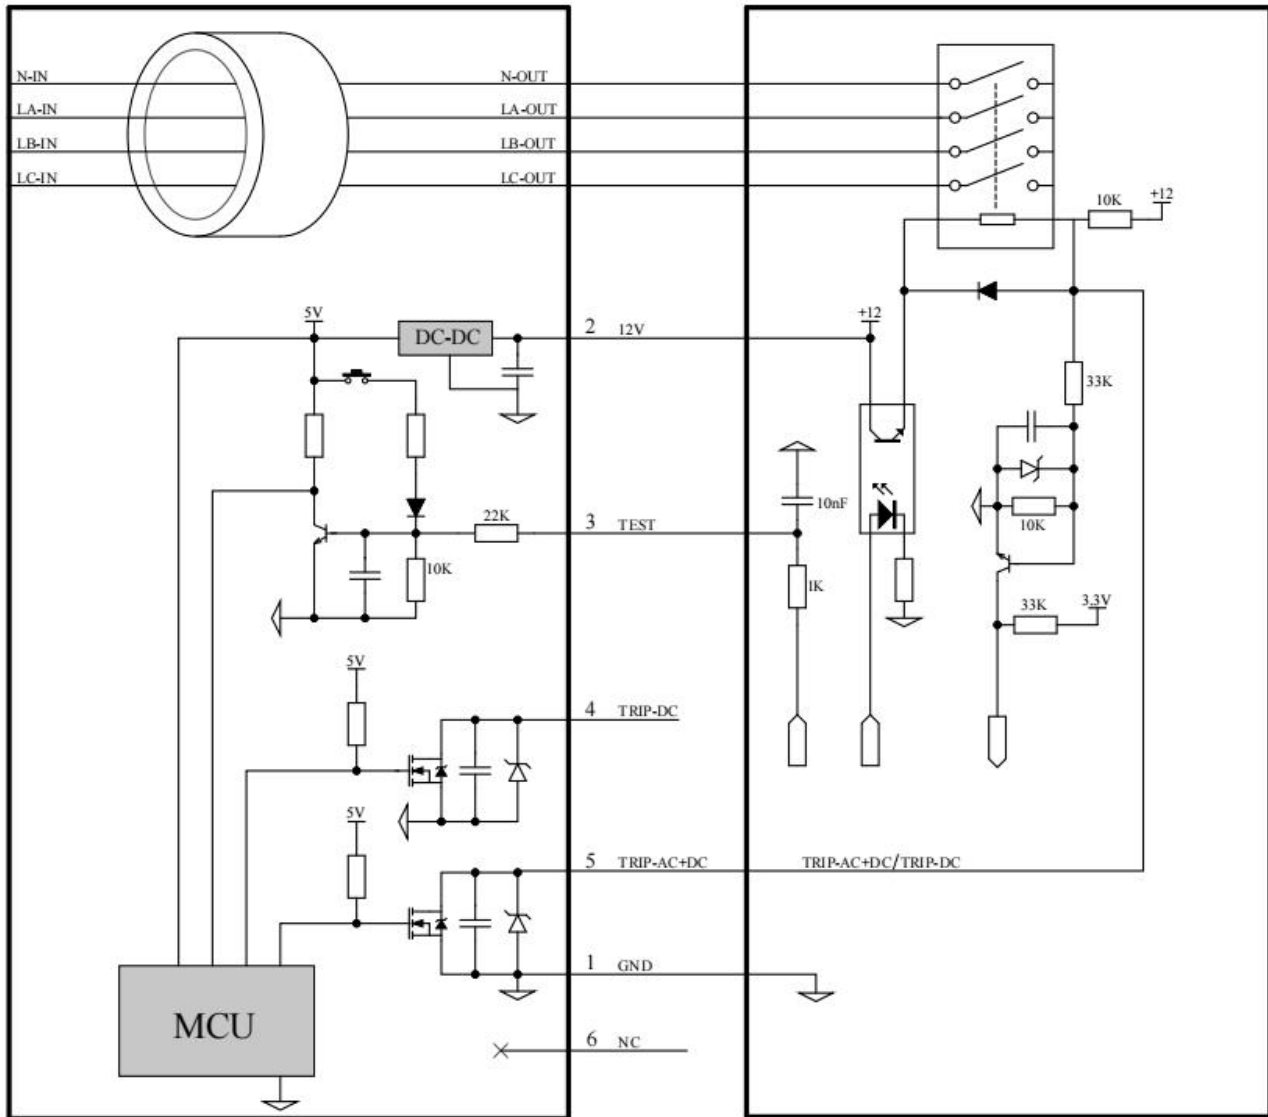 N-IN
N-OUT
LA-IN
LA-OUT
LB-IN
LB-OUT
LC-IN
LC-OUT
10K
+12
5V
DC-DC
2
12V
+12
33K
10nF
22K
3
TEST
10K
10K
1K
33K
3.3V
5V
4
TRIP-DC
5V
5
TRIP-AC+DC
TRIP-AC+DC/TRIP-DC
1
GND
MCU
6
NC